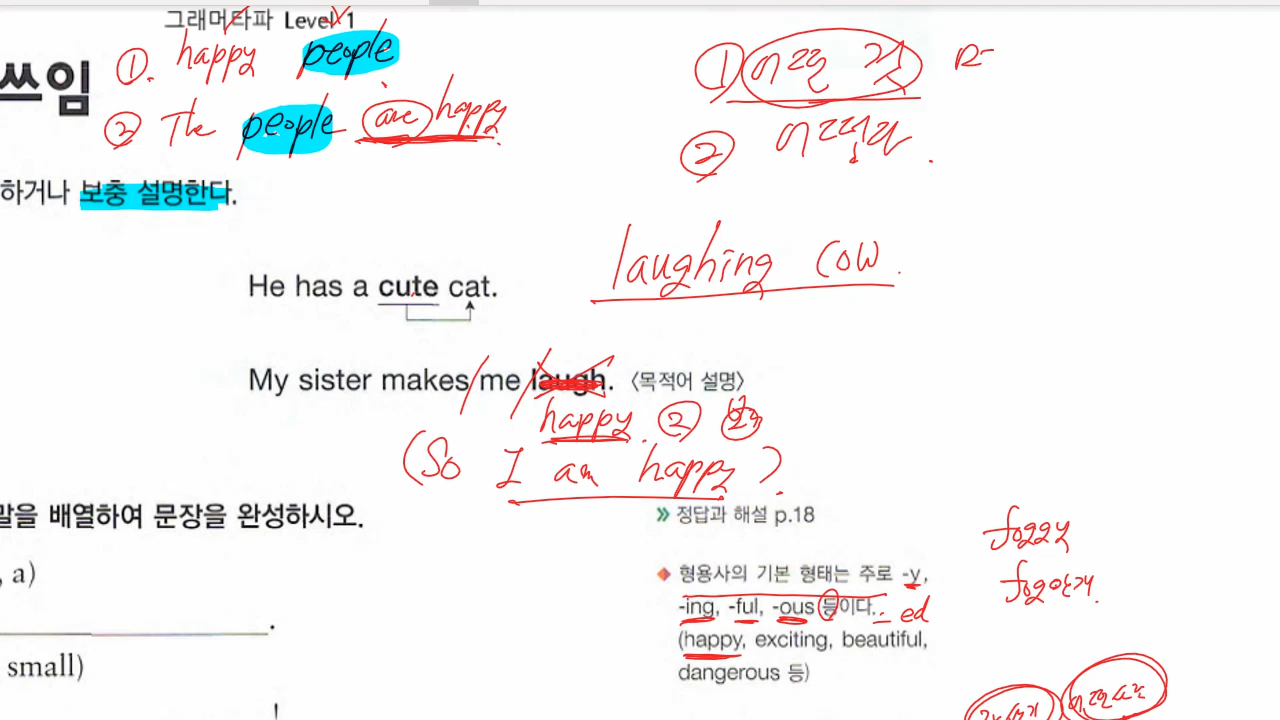 그래머타파 Level 1
①. happy people
② The people are happy
쓰임
① 어떤 것
② 어떻다.
하거나 보충 설명한다.
laughing cow.
He has a cute cat.
My sister makes me laugh. 〈목적어 설명〉
happy. ②
(So I am happy).
말을 배열하여 문장을 완성하시오.
» 정답과 해설 p.18
, a)
형용사의 기본 형태는 주로 -y,
-ing, -ful, -ous 등이다. - ed
(happy, exciting, beautiful,
dangerous 등)
foggy
fog 안개.
.
small)
!